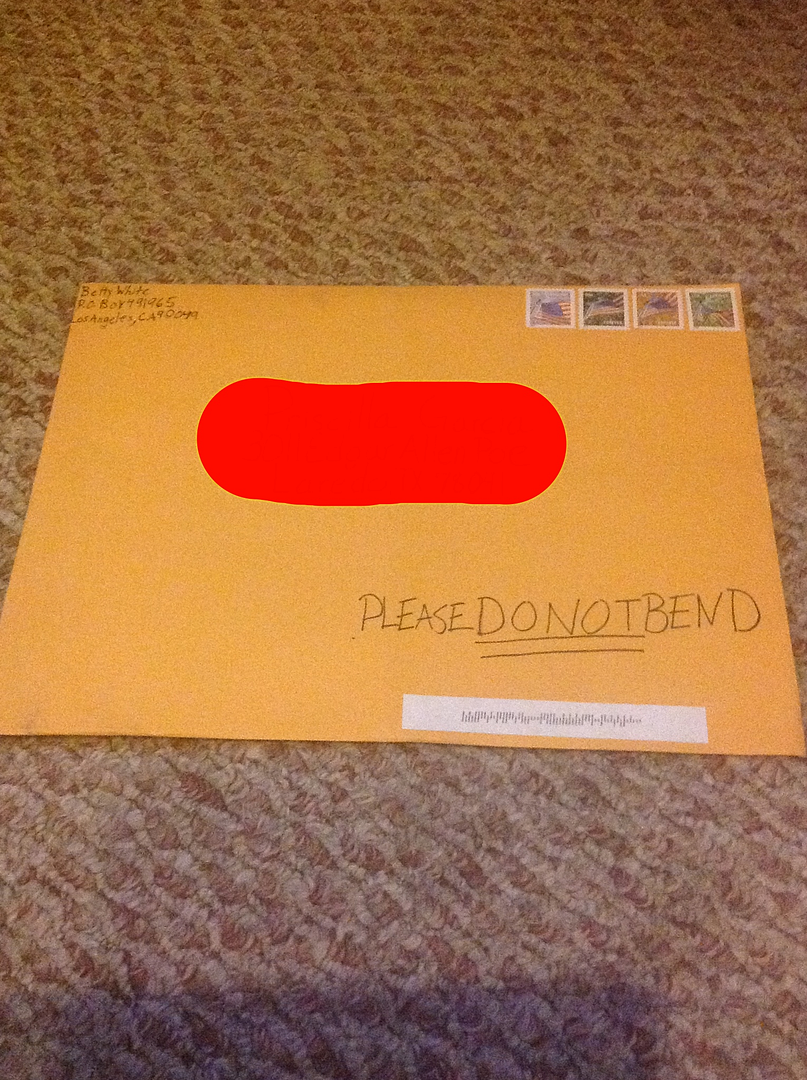 Betty White
P.O. Box 491965
Los Angeles, CA 90049
PLEASE DO NOT BEND